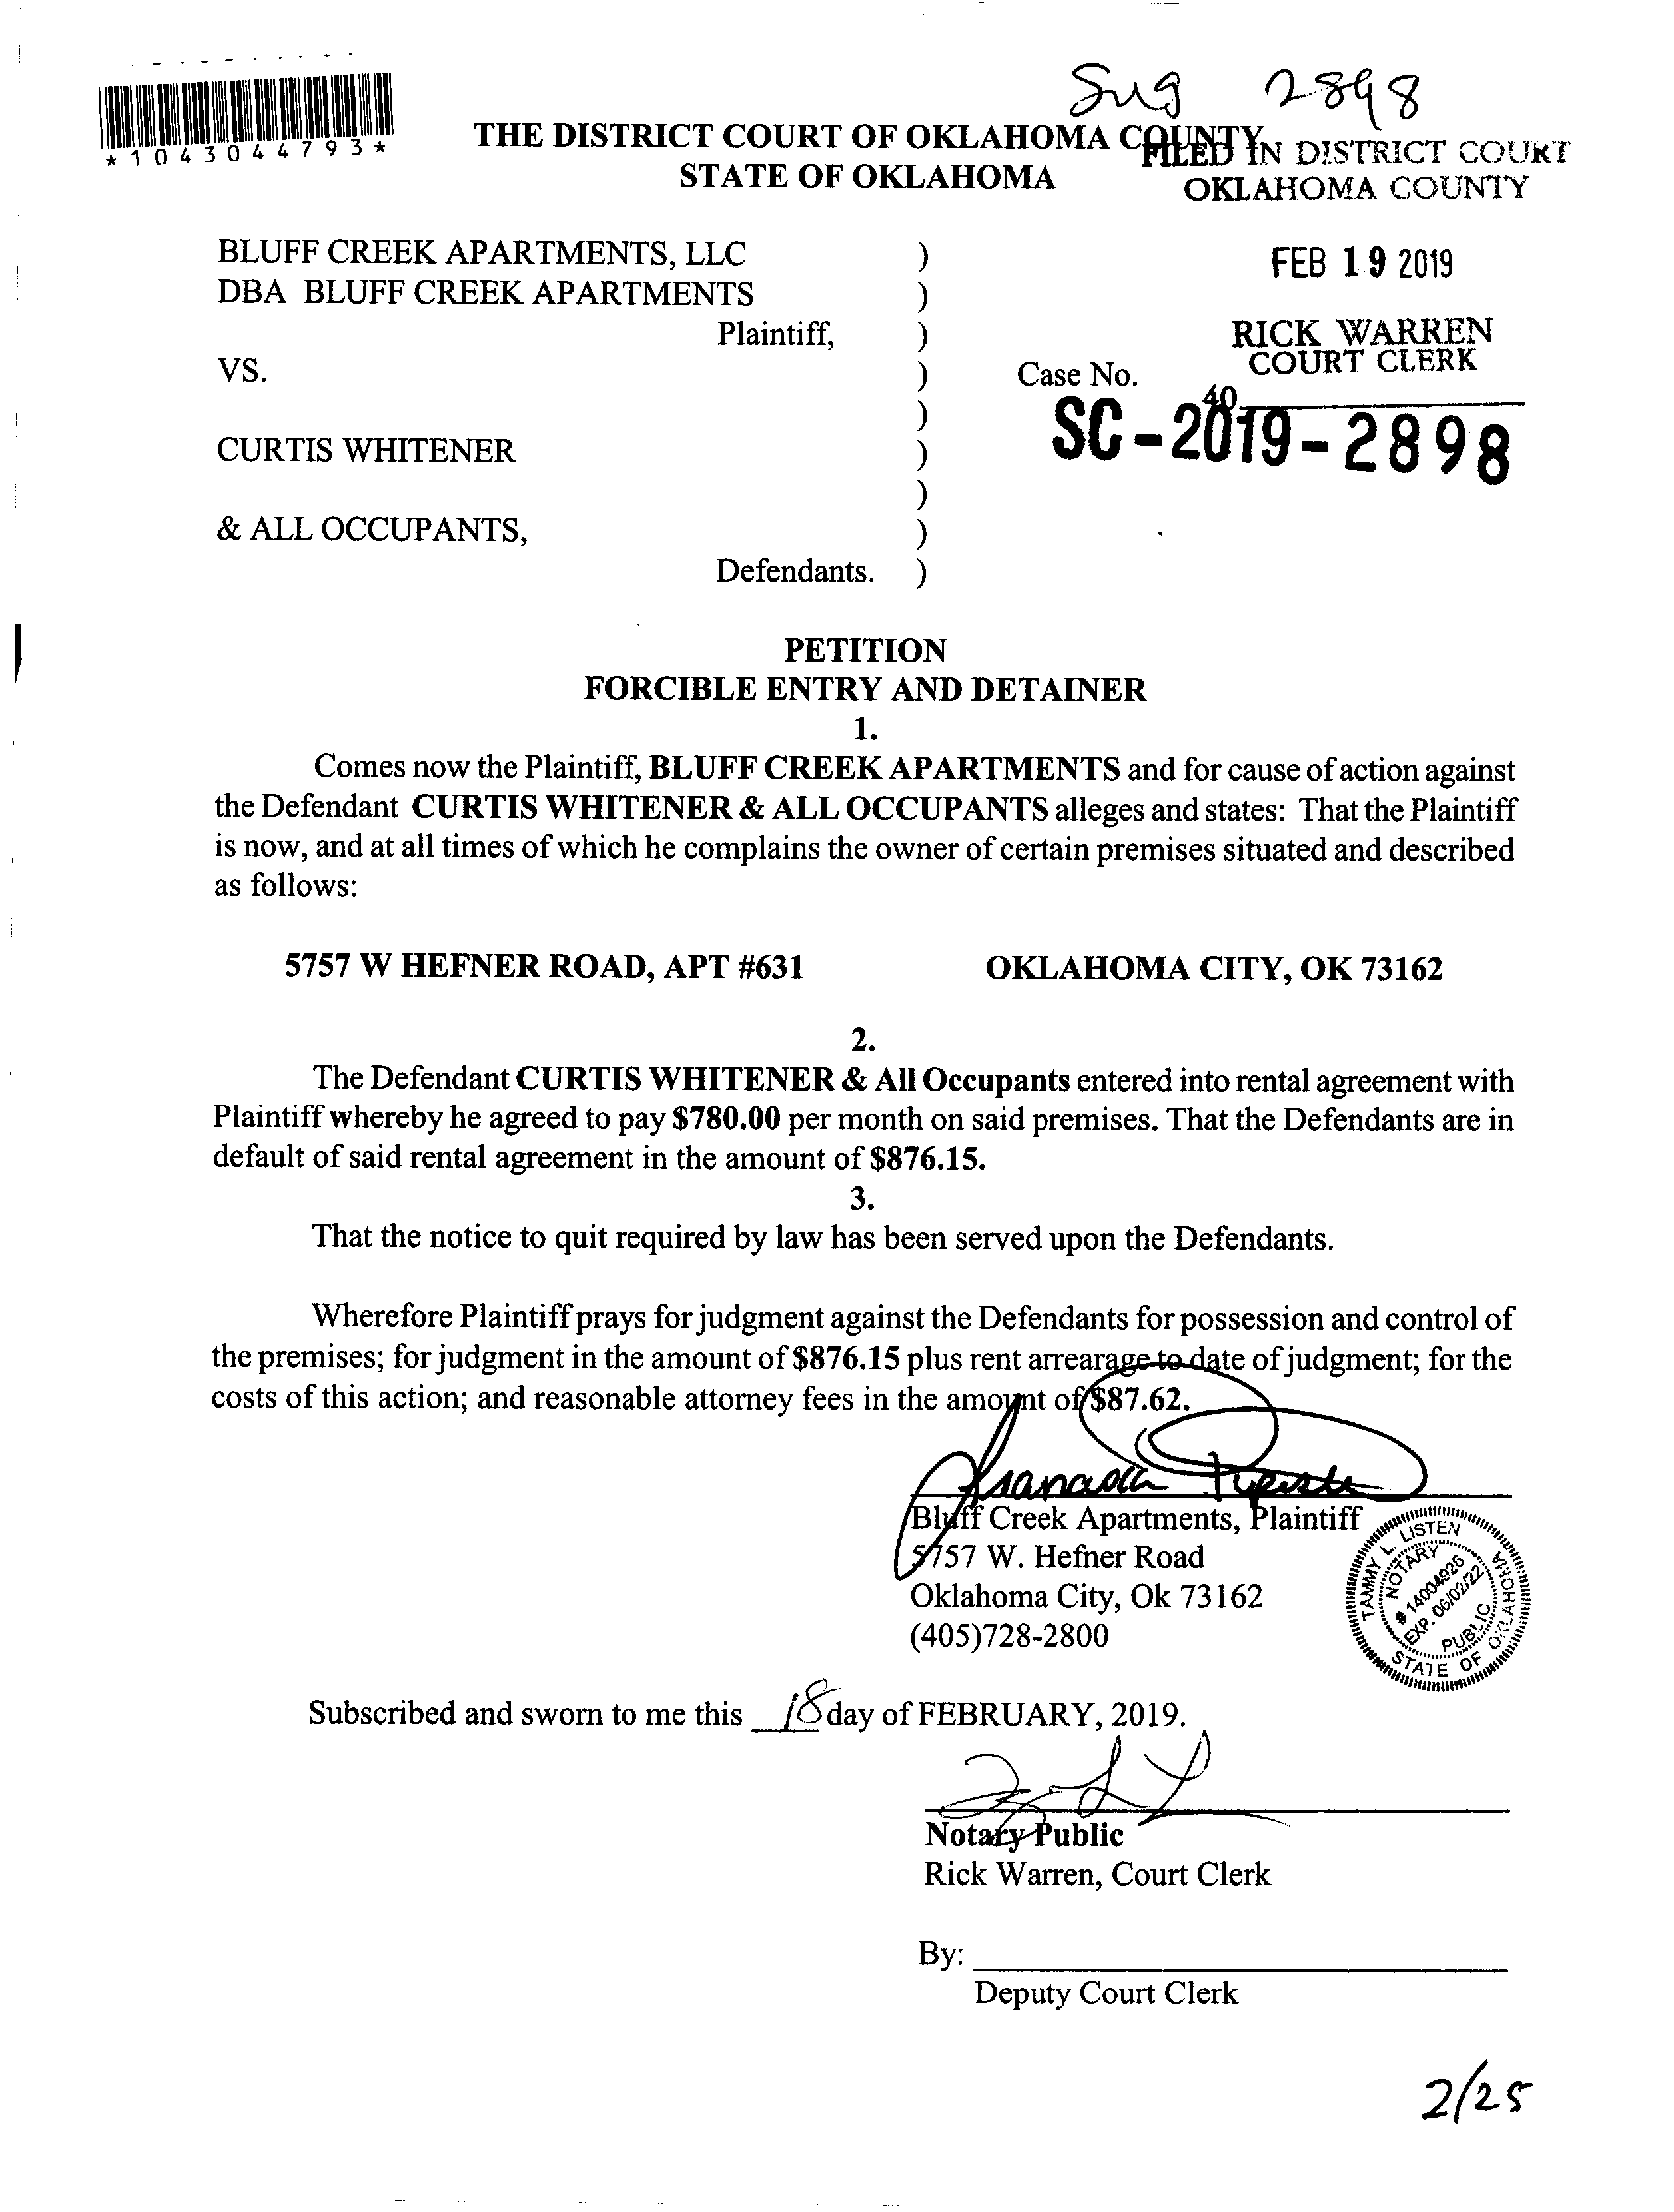 Sug 2898
*1043044793*
THE DISTRICT COURT OF OKLAHOMA COUNTY
STATE OF OKLAHOMA
FILED IN DISTRICT COURT
OKLAHOMA COUNTY
FEB 19 2019
RICK WARREN
COURT CLERK
40
BLUFF CREEK APARTMENTS, LLC )
DBA BLUFF CREEK APARTMENTS )
Plaintiff, )
VS. ) Case No.
)
SC-2019-2898
CURTIS WHITENER )
)
& ALL OCCUPANTS, )
Defendants. )
PETITION
FORCIBLE ENTRY AND DETAINER
1.
Comes now the Plaintiff, BLUFF CREEK APARTMENTS and for cause of action against
the Defendant CURTIS WHITENER & ALL OCCUPANTS alleges and states: That the Plaintiff
is now, and at all times of which he complains the owner of certain premises situated and described
as follows:
5757 W HEFNER ROAD, APT #631 OKLAHOMA CITY, OK 73162
2.
The Defendant CURTIS WHITENER & All Occupants entered into rental agreement with
Plaintiff whereby he agreed to pay $780.00 per month on said premises. That the Defendants are in
default of said rental agreement in the amount of $876.15.
3.
That the notice to quit required by law has been served upon the Defendants.
Wherefore Plaintiff prays for judgment against the Defendants for possession and control of
the premises; for judgment in the amount of $876.15 plus rent arrearage to date of judgment; for the
costs of this action; and reasonable attorney fees in the amount of $87.62.
Bluff Creek Apartments, Plaintiff
5757 W. Hefner Road
Oklahoma City, Ok 73162
(405)728-2800
TAMMY L. LISTEN
NOTARY
# 14004926
EXP. 06/02/22
PUBLIC
STATE OF OKLAHOMA
Subscribed and sworn to me this 18 day of FEBRUARY, 2019.
Notary Public
Rick Warren, Court Clerk
By:
Deputy Court Clerk
2/25